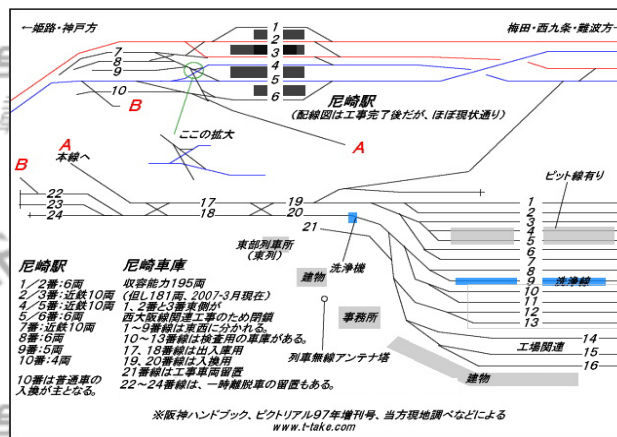 ←姫路・神戸方
梅田・西九条・難波方→
1
2
3
4
5
6
7
8
9
10
尼崎駅
(配線図は工事完了後だが、ほぼ現状通り)
B
A
ここの拡大
A
本線へ
B
22
23
24
17
18
19
20
21
ピット線有り
1
2
3
4
5
6
7
8
9
洗浄線
10
11
12
13
14
工場関連
15
16
東部列車所
(東列)
洗浄機
建物
事務所
列車無線アンテナ塔
建物
尼崎駅
1/2番:6両
2/3番:近鉄10両
4/5番:近鉄10両
5/6番:6両
7番:近鉄10両
8番:6両
9番:5両
10番:4両
10番は普通車の
入換が主となる。
尼崎車庫
収容能力195両
(但し181両、2007-3月現在)
1、2番と3番東側が
西大阪線関連工事のため閉鎖
1~9番線は東西に分かれる。
10~13番線は検査用の車庫がある。
17、18番線は出入庫用
19、20番線は入換用
21番線は工事車両留置
22~24番線は、一時離脱車の留置もある。
※阪神ハンドブック、ピクトリアル97年増刊号、当方現地調べなどによる
www.t-take.com